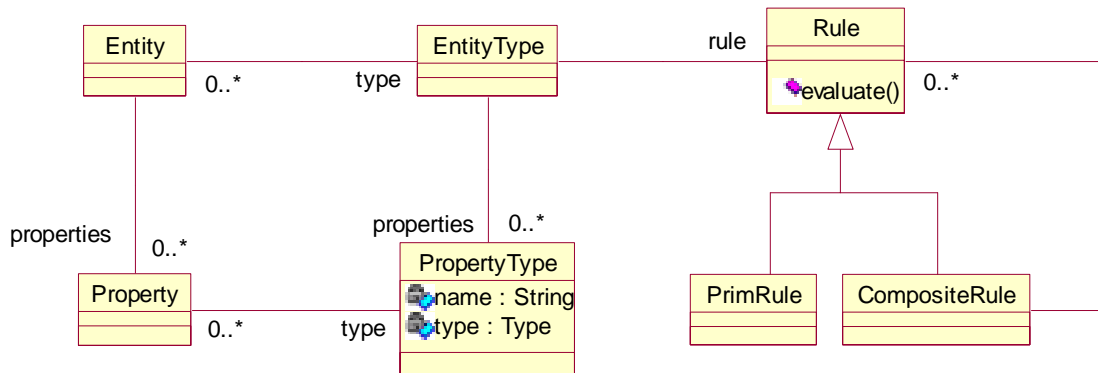 Entity
0..*
type
EntityType
rule
Rule
evaluate()
0..*
properties
0..*
properties
0..*
Property
0..*
type
PropertyType
name : String
type : Type
PrimRule
CompositeRule